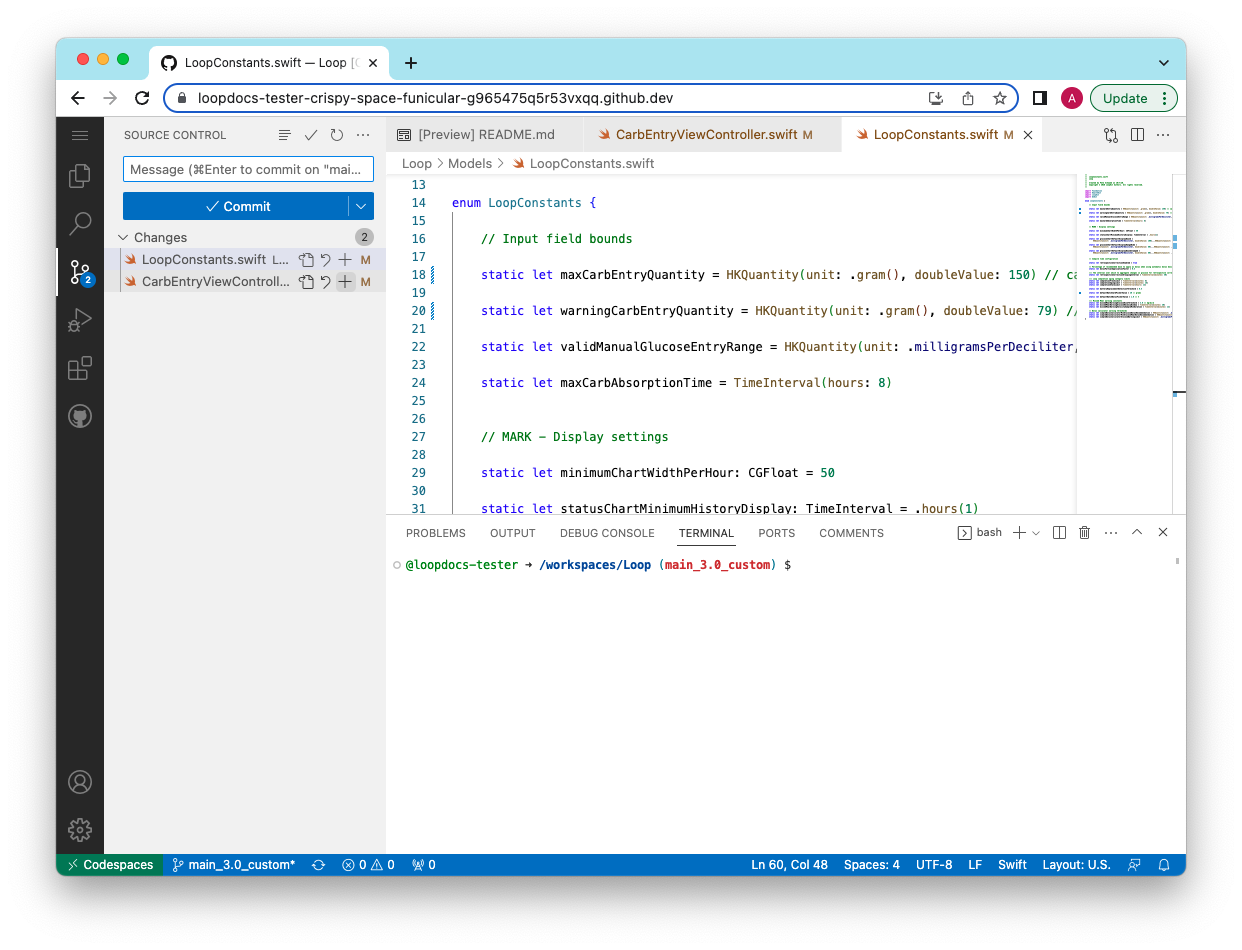 LoopConstants.swift — Loop [
loopdocs-tester-crispy-space-funicular-g965475q5r53vxqq.github.dev
A
Update
SOURCE CONTROL
[Preview] README.md
CarbEntryViewController.swift M
LoopConstants.swift M
Message (⌘Enter to commit on "mai...
Commit
Changes
2
LoopConstants.swift L...
M
CarbEntryViewControll...
M
2
Loop > Models > LoopConstants.swift
13
14 enum LoopConstants {
15
16 // Input field bounds
17
18 static let maxCarbEntryQuantity = HKQuantity(unit: .gram(), doubleValue: 150) // ca
19
20 static let warningCarbEntryQuantity = HKQuantity(unit: .gram(), doubleValue: 79) //
21
22 static let validManualGlucoseEntryRange = HKQuantity(unit: .milligramsPerDeciliter,
23
24 static let maxCarbAbsorptionTime = TimeInterval(hours: 8)
25
26
27 // MARK – Display settings
28
29 static let minimumChartWidthPerHour: CGFloat = 50
30
31 static let statusChartMinimumHistoryDisplay: TimeInterval = .hours(1)
PROBLEMS OUTPUT DEBUG CONSOLE TERMINAL PORTS COMMENTS
bash
@loopdocs-tester → /workspaces/Loop (main_3.0_custom) $
Codespaces
main_3.0_custom*
0 0
0
Ln 60, Col 48
Spaces: 4
UTF-8
LF
Swift
Layout: U.S.